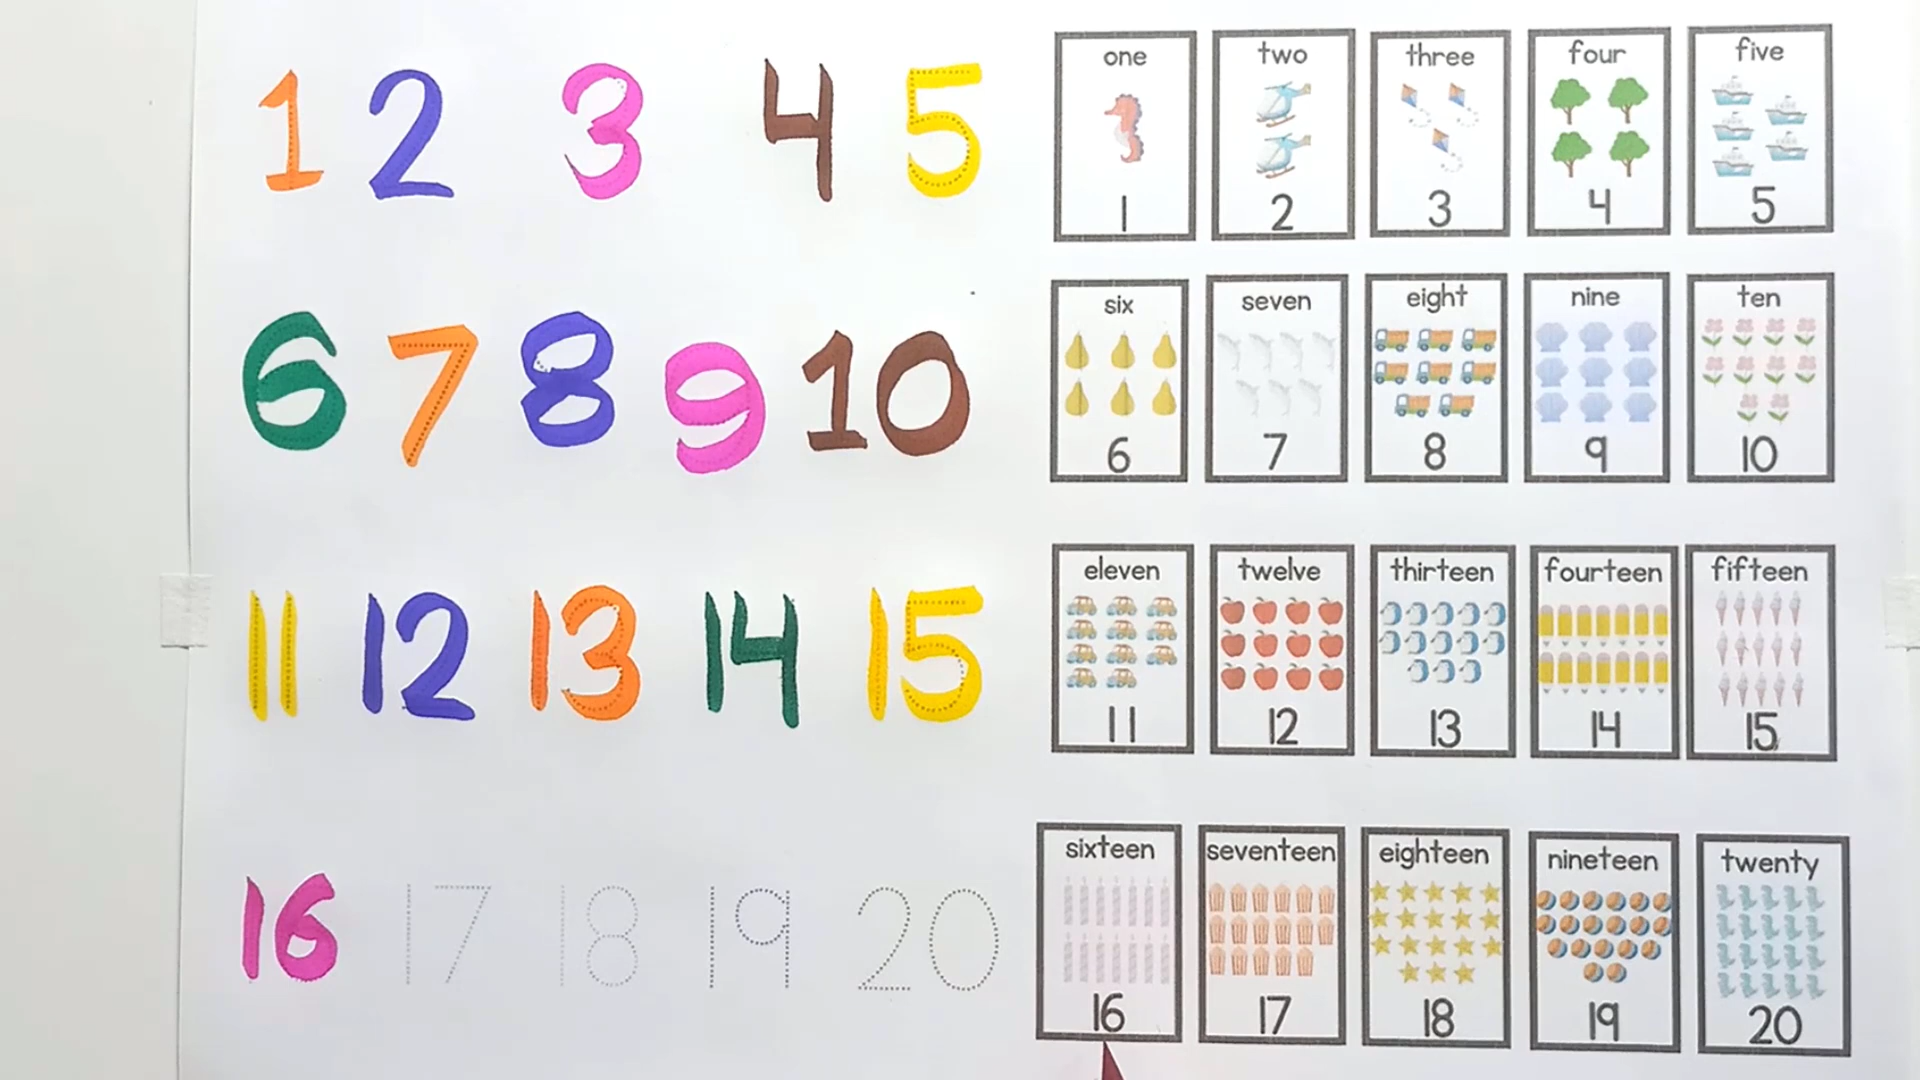 1 2 3 4 5
one two three four five
1 2 3 4 5
6 7 8 9 10
six seven eight nine ten
6 7 8 9 10
11 12 13 14 15
eleven twelve thirteen fourteen fifteen
11 12 13 14 15
16 17 18 19 20
sixteen seventeen eighteen nineteen twenty
16 17 18 19 20